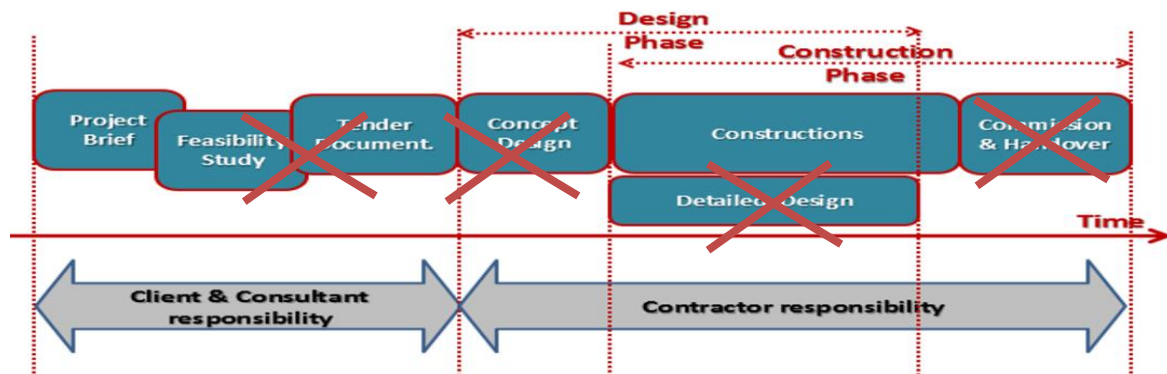 Design
Phase
Construction
Phase
Project
Brief
Feasibility
Study
Tender
Document.
Concept
Design
Constructions
Commission
& Handover
Detailed Design
Time
Client & Consultant
responsibility
Contractor responsibility